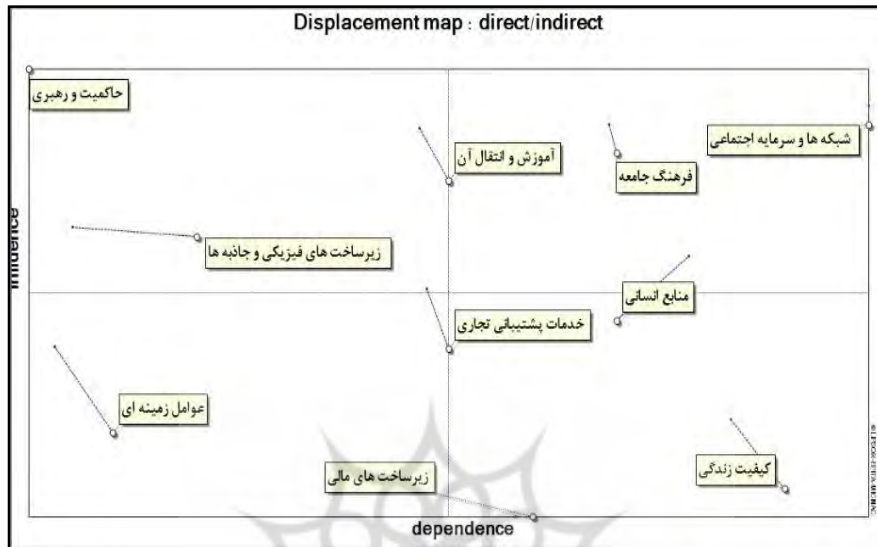 Displacement map : direct/indirect
حاکمیت و رهبری
شبکه ها و سرمایه اجتماعی
آموزش و انتقال آن
فرهنگ جامعه
زیرساخت های فیزیکی و جاذبه ها
منابع انسانی
خدمات پشتیبانی تجاری
عوامل زمینه ای
کیفیت زندگی
زیرساخت های مالی
dependence